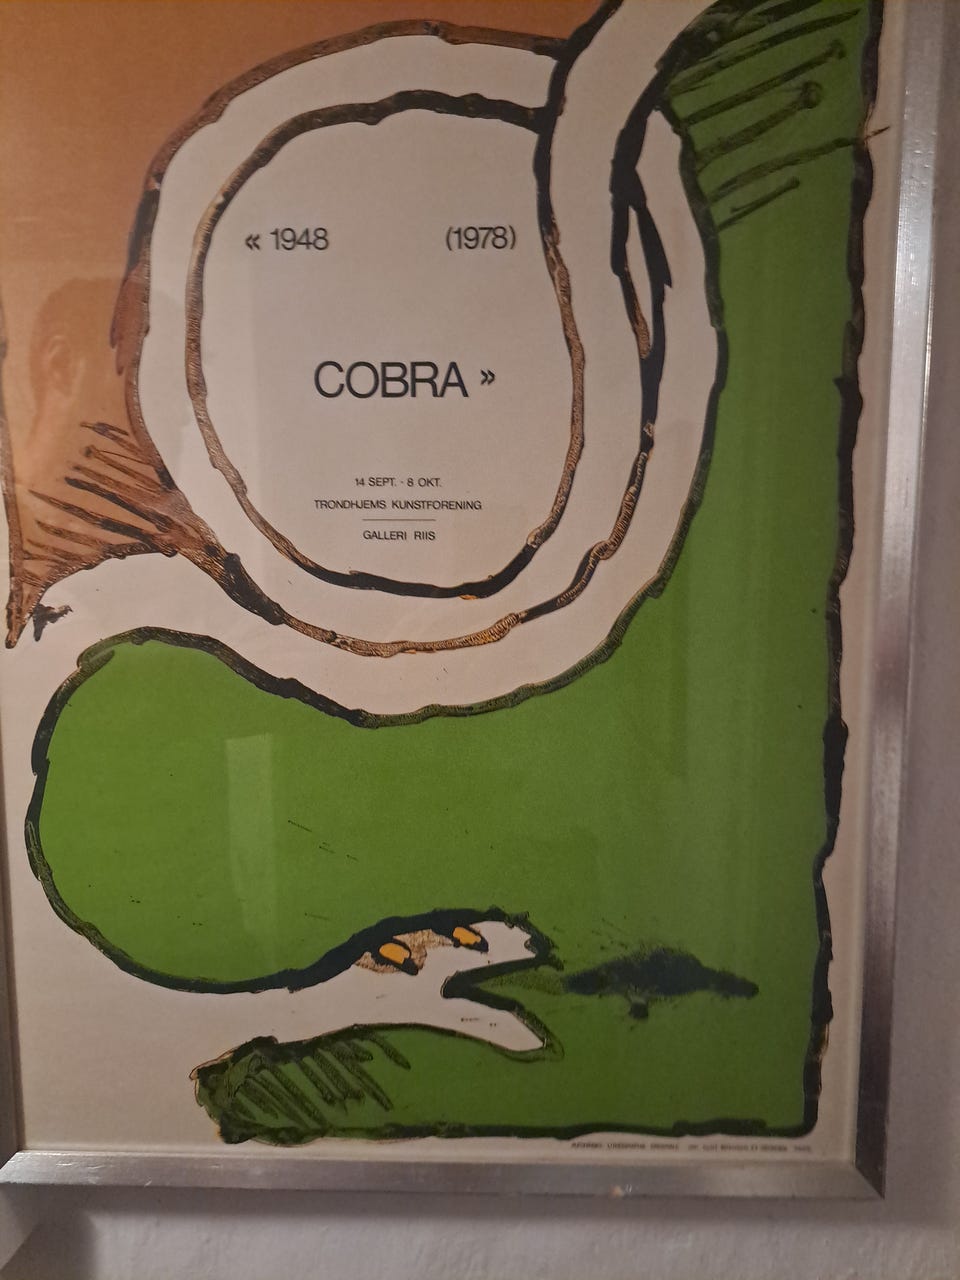 « 1948 (1978)
COBRA »
14 SEPT. - 8 OKT.
TRONDHJEMS KUNSTFORENING
GALLERI RIIS